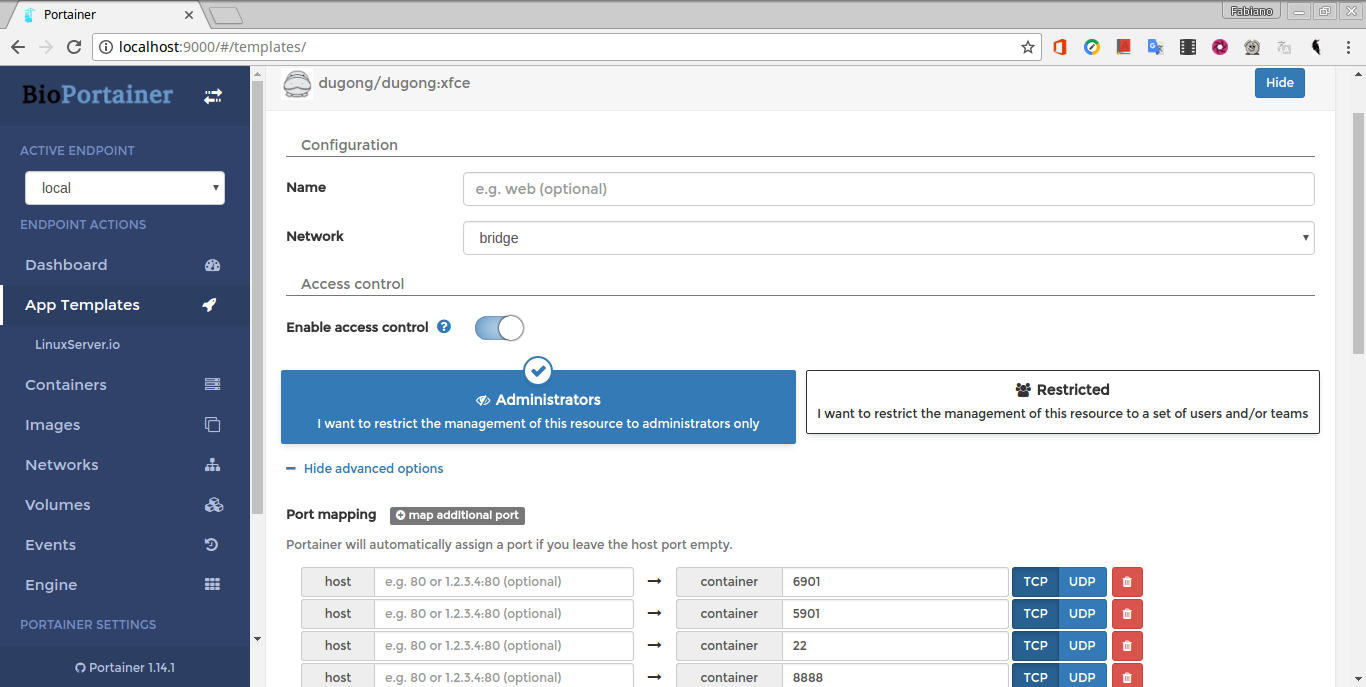 Portainer
Fabiano
localhost:9000/#/templates/
BioPortainer
ACTIVE ENDPOINT
local
ENDPOINT ACTIONS
Dashboard
App Templates
LinuxServer.io
Containers
Images
Networks
Volumes
Events
Engine
PORTAINER SETTINGS
Portainer 1.14.1
dugong/dugong:xfce
Hide
Configuration
Name
e.g. web (optional)
Network
bridge
Access control
Enable access control
Administrators
I want to restrict the management of this resource to administrators only
Restricted
I want to restrict the management of this resource to a set of users and/or teams
Hide advanced options
Port mapping map additional port
Portainer will automatically assign a port if you leave the host port empty.
host e.g. 80 or 1.2.3.4:80 (optional) → container 6901 TCP UDP
host e.g. 80 or 1.2.3.4:80 (optional) → container 5901 TCP UDP
host e.g. 80 or 1.2.3.4:80 (optional) → container 22 TCP UDP
host e.g. 80 or 1.2.3.4:80 (optional) → container 8888 TCP UDP